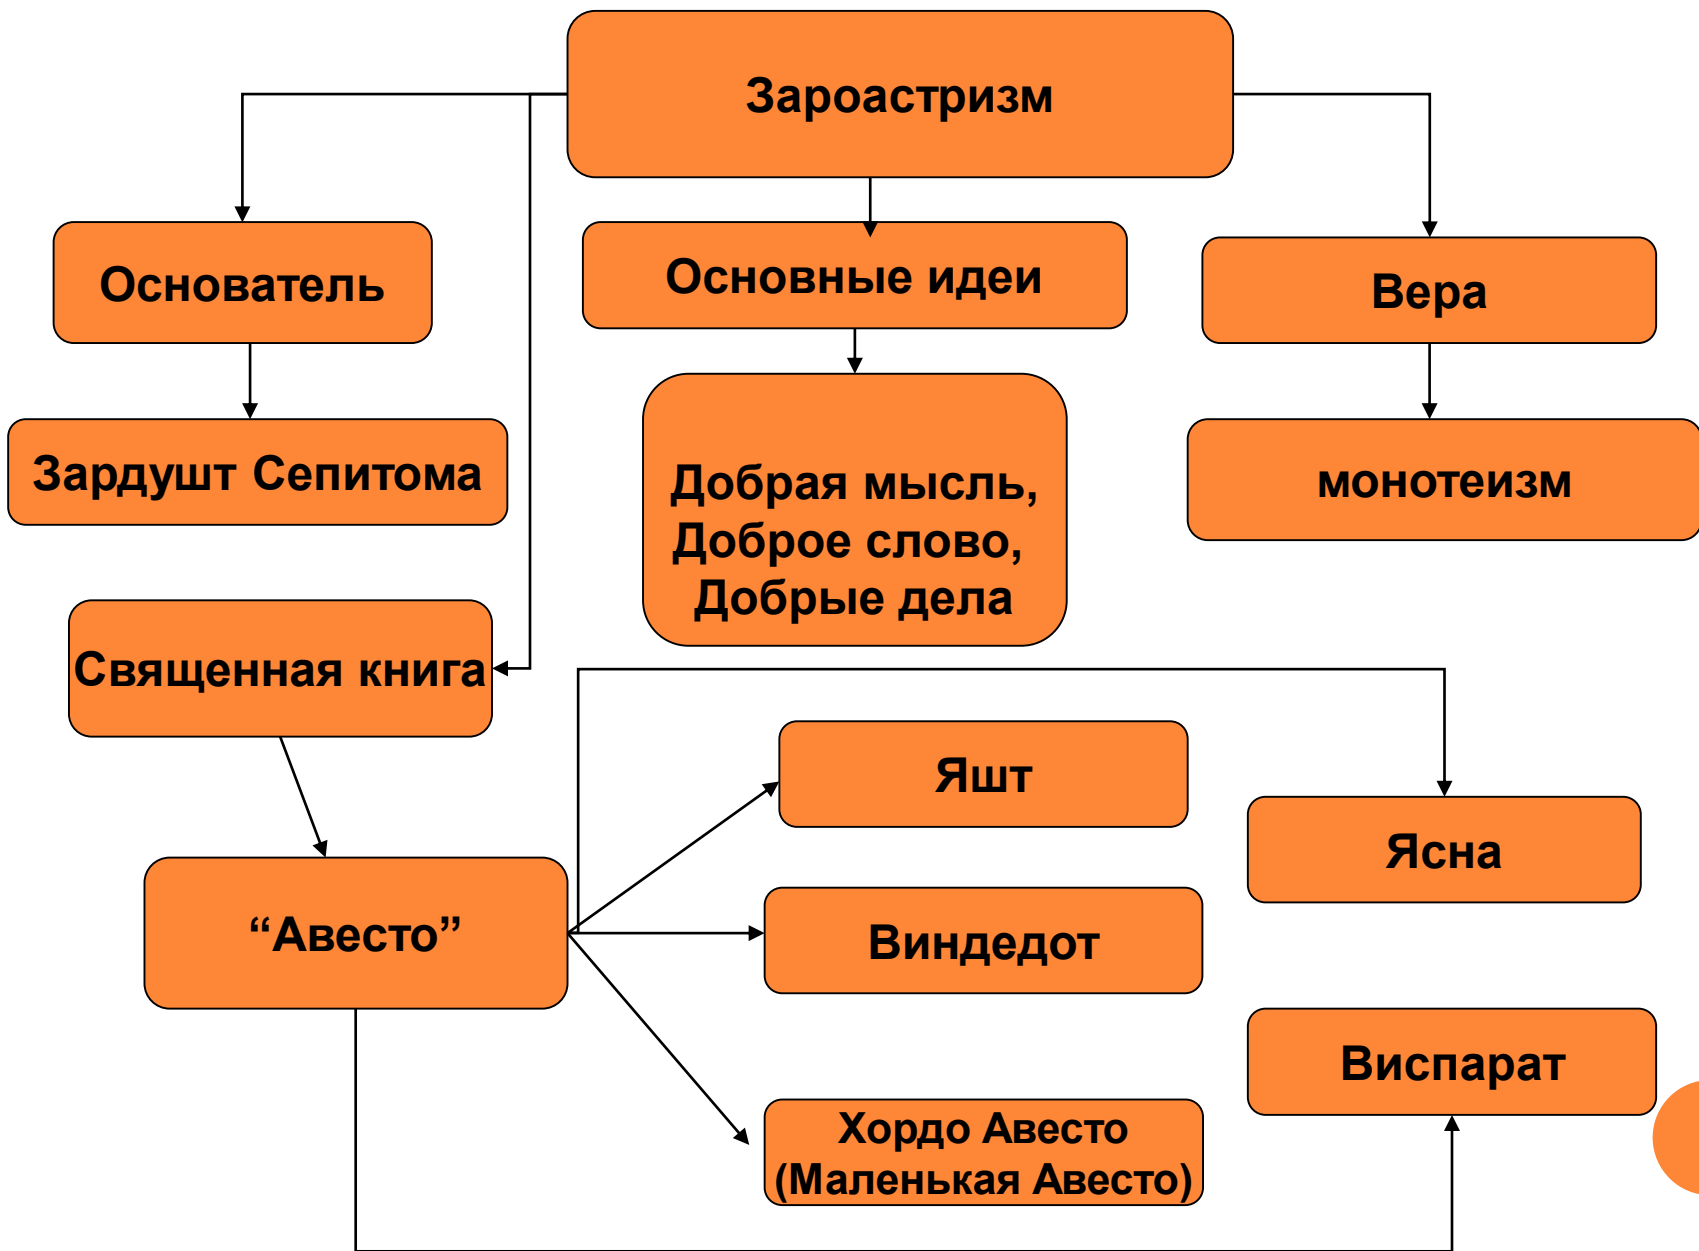 Зароастризм
Основатель
Основные идеи
Вера
Зардушт Сепитома
Добрая мысль,
Доброе слово,
Добрые дела
монотеизм
Священная книга
Яшт
Ясна
“Авесто”
Виндедот
Виспарат
Хордо Авесто
(Маленькая Авесто)